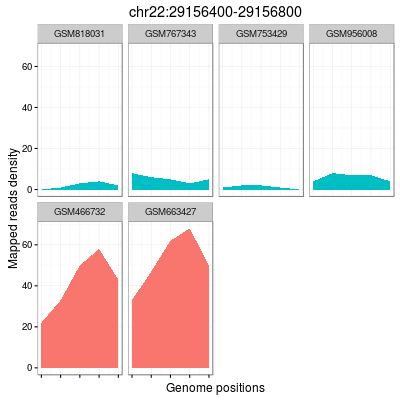 chr22:29156400-29156800
GSM818031 GSM767343 GSM753429 GSM956008
60
40
20
0
Mapped reads density
GSM466732 GSM663427
60
40
20
0
Genome positions